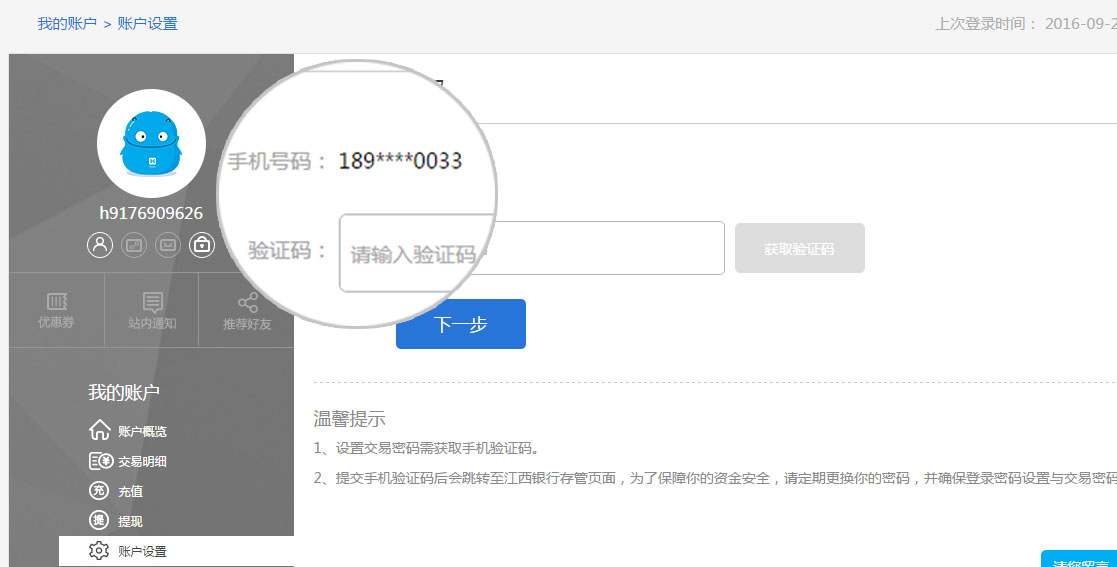 我的账户 > 账户设置
上次登录时间： 2016-09-2
h9176909626
手机号码： 189****0033
验证码： 请输入验证码
获取验证码
优惠券 站内通知 推荐好友
下一步
我的账户
账户概览
交易明细
充 充值
提 提现
账户设置
温馨提示
1、设置交易密码需获取手机验证码。
2、提交手机验证码后会跳转至江西银行存管页面，为了保障你的资金安全，请定期更换你的密码，并确保登录密码设置与交易密码
请您留言